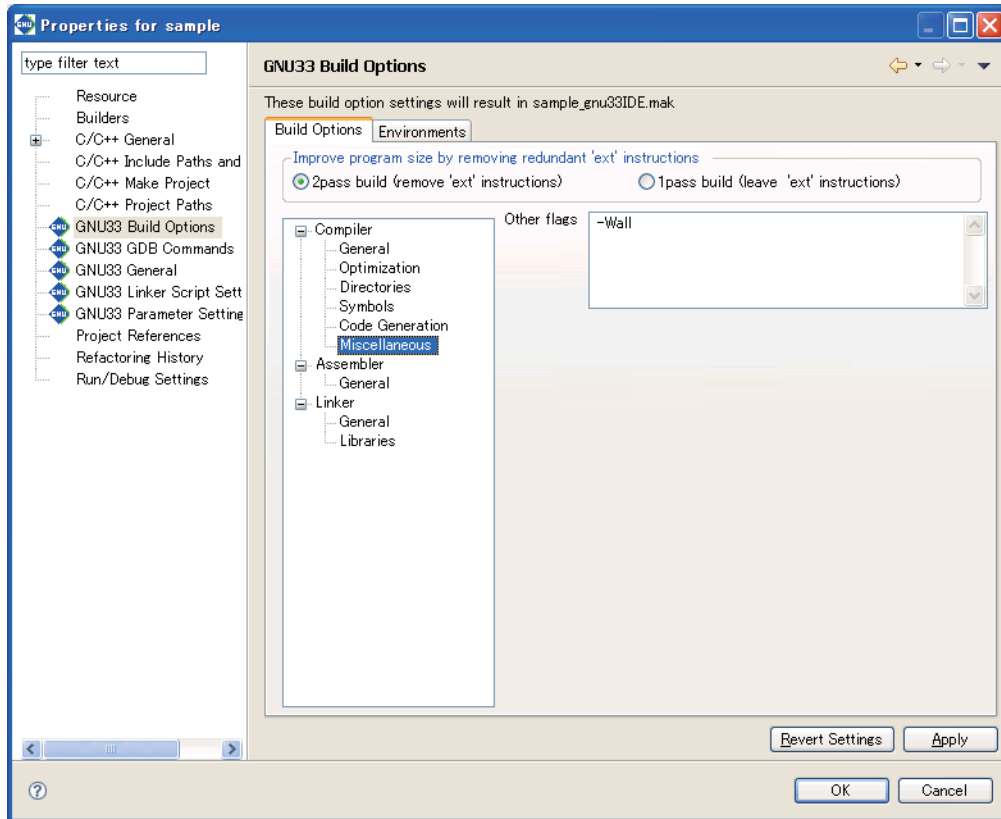 Properties for sample
type filter text
Resource
Builders
C/C++ General
C/C++ Include Paths and
C/C++ Make Project
C/C++ Project Paths
GNU33 Build Options
GNU33 GDB Commands
GNU33 General
GNU33 Linker Script Sett
GNU33 Parameter Setting
Project References
Refactoring History
Run/Debug Settings
GNU33 Build Options
These build option settings will result in sample_gnu33IDE.mak
Build Options Environments
Improve program size by removing redundant 'ext' instructions
2pass build (remove 'ext' instructions) 1pass build (leave 'ext' instructions)
Compiler
General
Optimization
Directories
Symbols
Code Generation
Miscellaneous
Assembler
General
Linker
General
Libraries
Other flags -Wall
Revert Settings Apply
OK Cancel